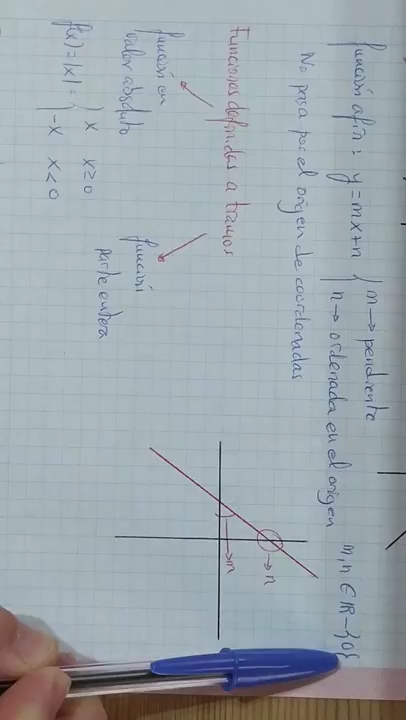 función afín: y = mx+n { m → pendiente
n → ordenada en el origen m, n ∈ ℝ-{0}
No pasa por el origen de coordenadas
→ n
→ m
Funciones definidas a tramos
función en
valor absoluto
función
parte entera
f(x) = |x| = { x x ≥ 0
-x x < 0